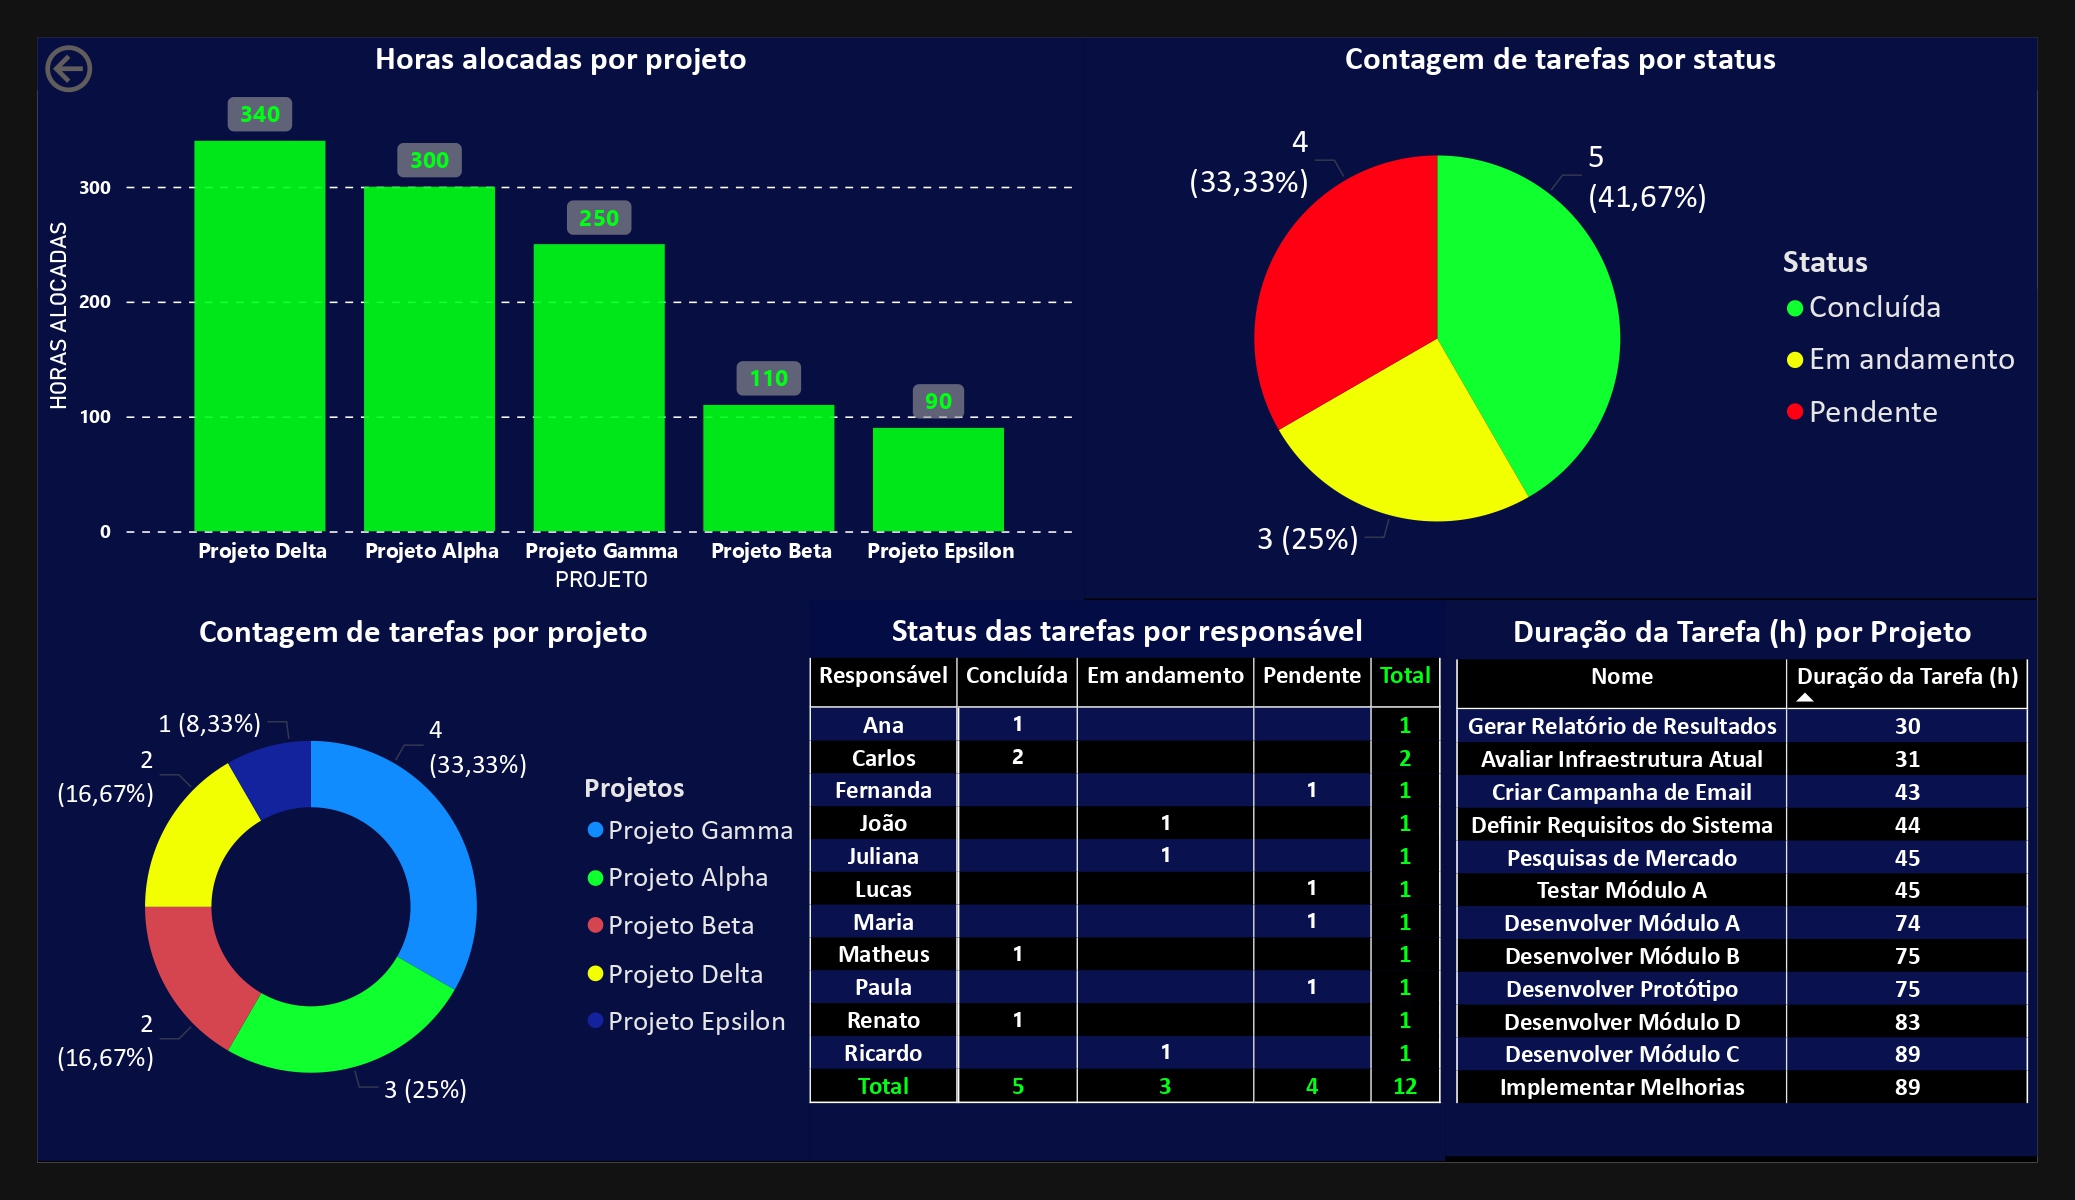 Horas alocadas por projeto
340
300
250
110
90
300
200
100
0
HORAS ALOCADAS
Projeto Delta
Projeto Alpha
Projeto Gamma
Projeto Beta
Projeto Epsilon
PROJETO
Contagem de tarefas por status
4
(33,33%)
5
(41,67%)
3 (25%)
Status
Concluída
Em andamento
Pendente
Contagem de tarefas por projeto
1 (8,33%)
2
(16,67%)
4
(33,33%)
2
(16,67%)
3 (25%)
Projetos
Projeto Gamma
Projeto Alpha
Projeto Beta
Projeto Delta
Projeto Epsilon
Status das tarefas por responsável
Responsável Concluída Em andamento Pendente Total
Ana 1 1
Carlos 2 2
Fernanda 1 1
João 1 1
Juliana 1 1
Lucas 1 1
Maria 1 1
Matheus 1 1
Paula 1 1
Renato 1 1
Ricardo 1 1
Total 5 3 4 12
Duração da Tarefa (h) por Projeto
Nome Duração da Tarefa (h)
Gerar Relatório de Resultados 30
Avaliar Infraestrutura Atual 31
Criar Campanha de Email 43
Definir Requisitos do Sistema 44
Pesquisas de Mercado 45
Testar Módulo A 45
Desenvolver Módulo A 74
Desenvolver Módulo B 75
Desenvolver Protótipo 75
Desenvolver Módulo D 83
Desenvolver Módulo C 89
Implementar Melhorias 89